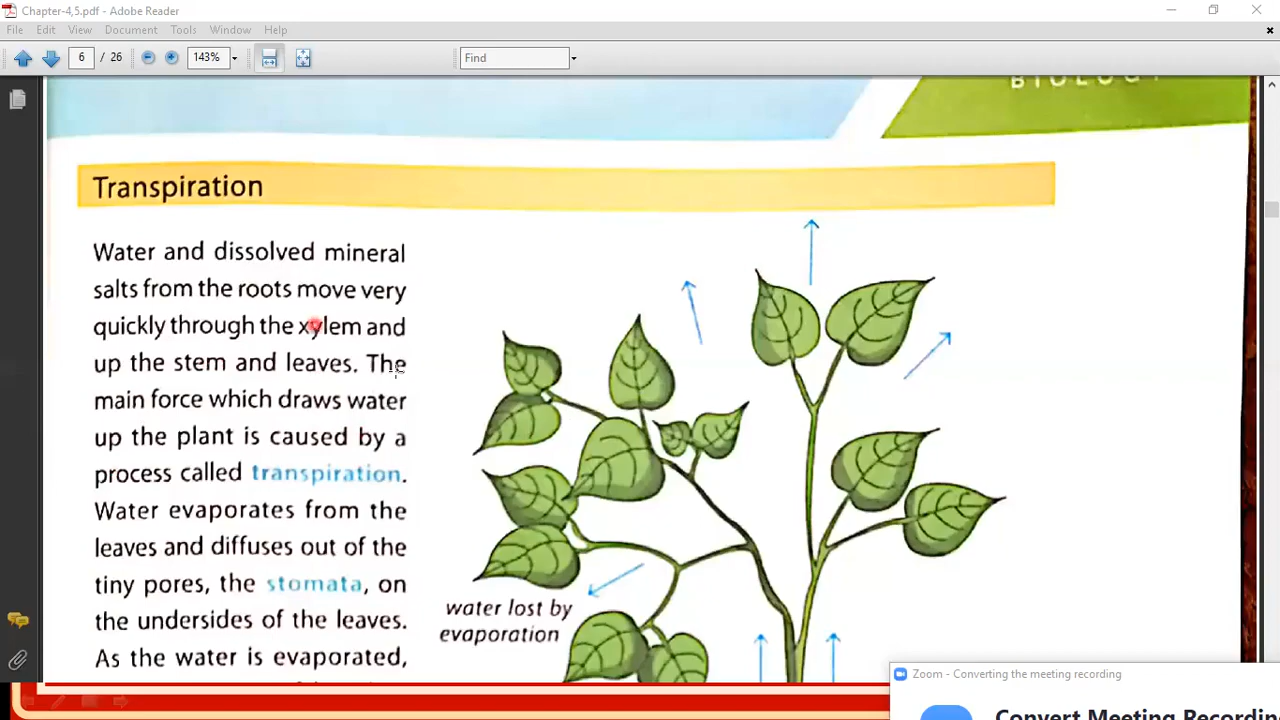 Chapter-4,5.pdf - Adobe Reader
File Edit View Document Tools Window Help
6 / 26 143% Find
BIOLOGY
Transpiration
Water and dissolved mineral
salts from the roots move very
quickly through the xylem and
up the stem and leaves. The
main force which draws water
up the plant is caused by a
process called transpiration.
Water evaporates from the
leaves and diffuses out of the
tiny pores, the stomata, on
the undersides of the leaves.
As the water is evaporated,
water lost by
evaporation
Zoom - Converting the meeting recording
Convert Meeting Recording